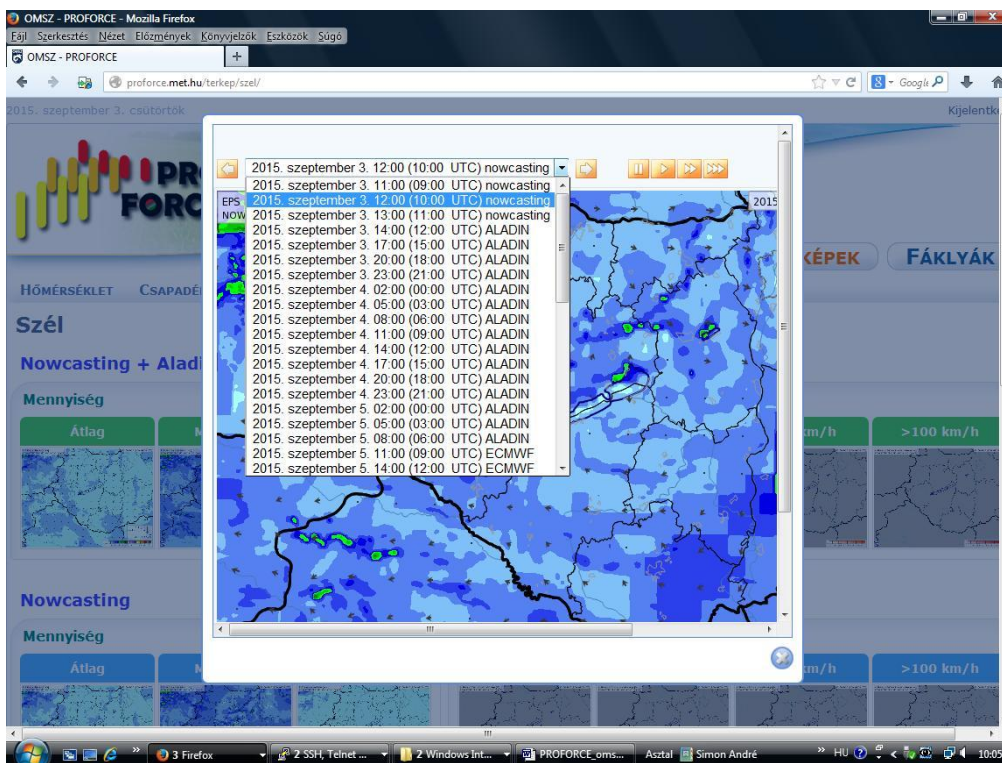 OMSZ - PROFORCE - Mozilla Firefox
Fájl Szerkesztés Nézet Előzmények Könyvjelzők Eszközök Súgó
OMSZ - PROFORCE
proforce.met.hu/terkep/szel/
Google
2015. szeptember 3. csütörtök
Kijelentke
PR
FORC
2015. szeptember 3. 12:00 (10:00 UTC) nowcasting
2015. szeptember 3. 11:00 (09:00 UTC) nowcasting
2015. szeptember 3. 12:00 (10:00 UTC) nowcasting
2015. szeptember 3. 13:00 (11:00 UTC) nowcasting
2015. szeptember 3. 14:00 (12:00 UTC) ALADIN
2015. szeptember 3. 17:00 (15:00 UTC) ALADIN
2015. szeptember 3. 20:00 (18:00 UTC) ALADIN
2015. szeptember 3. 23:00 (21:00 UTC) ALADIN
2015. szeptember 4. 02:00 (00:00 UTC) ALADIN
2015. szeptember 4. 05:00 (03:00 UTC) ALADIN
2015. szeptember 4. 08:00 (06:00 UTC) ALADIN
2015. szeptember 4. 11:00 (09:00 UTC) ALADIN
2015. szeptember 4. 14:00 (12:00 UTC) ALADIN
2015. szeptember 4. 17:00 (15:00 UTC) ALADIN
2015. szeptember 4. 20:00 (18:00 UTC) ALADIN
2015. szeptember 4. 23:00 (21:00 UTC) ALADIN
2015. szeptember 5. 02:00 (00:00 UTC) ALADIN
2015. szeptember 5. 05:00 (03:00 UTC) ALADIN
2015. szeptember 5. 08:00 (06:00 UTC) ALADIN
2015. szeptember 5. 11:00 (09:00 UTC) ECMWF
2015. szeptember 5. 14:00 (12:00 UTC) ECMWF
EPS
NOW
2015
KÉPEK FÁKLYÁK
HŐMÉRSÉKLET CSAPADÉ
Szél
Nowcasting + Aladi
Mennyiség
Átlag M m/h >100 km/h
Nowcasting
Mennyiség
Átlag M m/h >100 km/h
3 Firefox 2 SSH, Telnet ... 2 Windows Int... PROFORCE_oms... Asztal Simon André HU 10:05